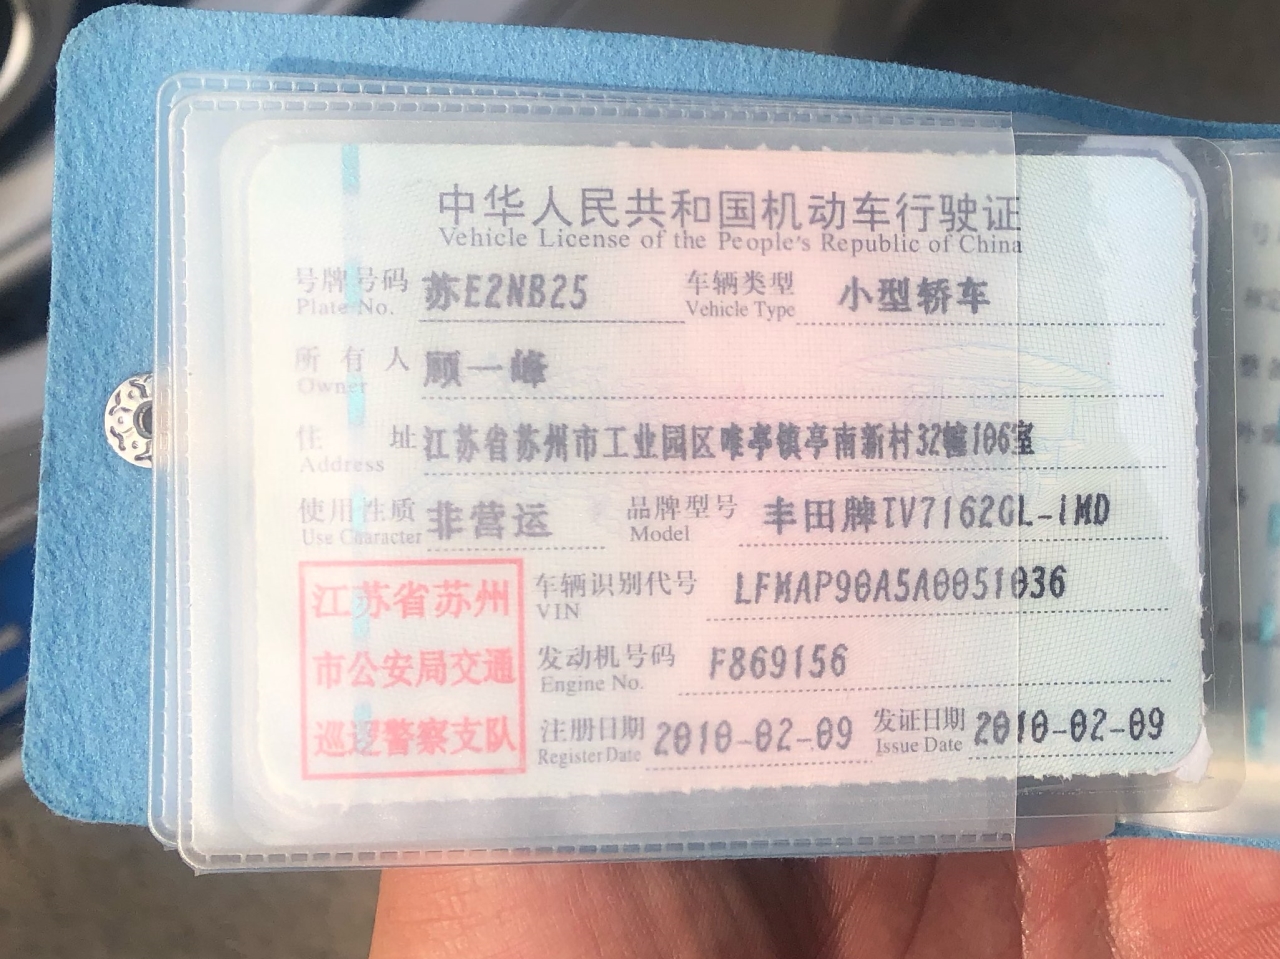 中华人民共和国机动车行驶证
Vehicle License of the People's Republic of China
号牌号码 苏E2NB25 车辆类型 小型轿车
Plate No. Vehicle Type
所有人 顾一峰
Owner
住址 江苏省苏州市工业园区唯亭镇亭南新村32幢106室
Address
使用性质 非营运 品牌型号 丰田牌TV7162GL-IMD
Use Character Model
江苏省苏州
市公安局交通
巡逻警察支队
车辆识别代号 LFMAP90A5A0051036
VIN
发动机号码 F869156
Engine No.
注册日期 2010-02-09 发证日期 2010-02-09
Register Date Issue Date